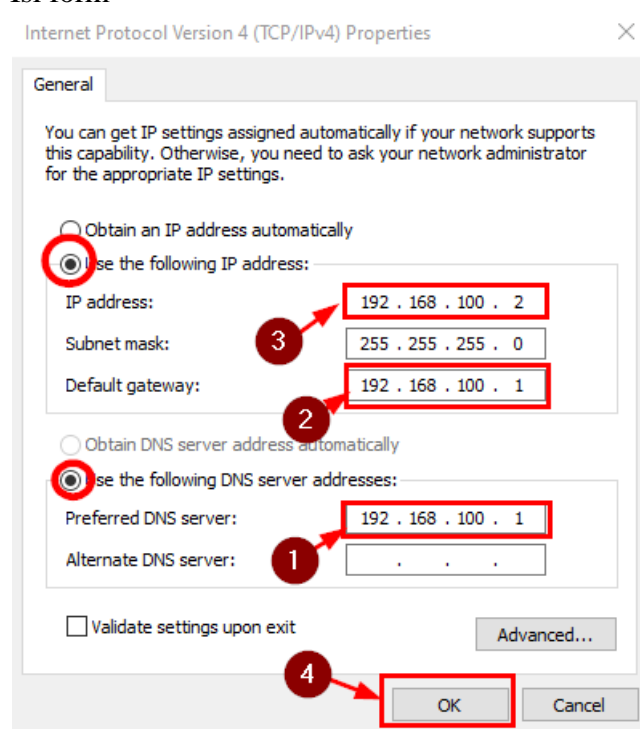 Isi form
Internet Protocol Version 4 (TCP/IPv4) Properties
General
You can get IP settings assigned automatically if your network supports
this capability. Otherwise, you need to ask your network administrator
for the appropriate IP settings.
Obtain an IP address automatically
Use the following IP address:
IP address: 192 . 168 . 100 . 2
3
Subnet mask: 255 . 255 . 255 . 0
Default gateway: 192 . 168 . 100 . 1
2
Obtain DNS server address automatically
Use the following DNS server addresses:
Preferred DNS server: 192 . 168 . 100 . 1
1
Alternate DNS server: . . .
Validate settings upon exit
Advanced...
4
OK Cancel